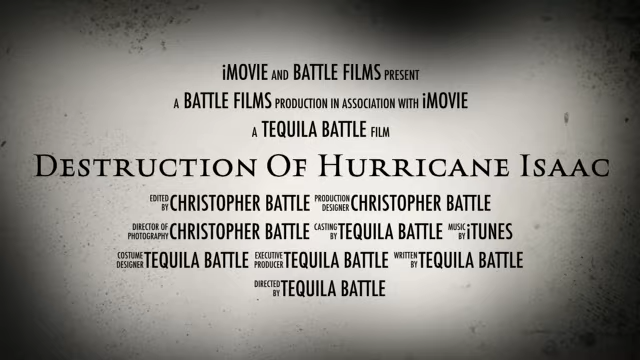 iMOVIE AND BATTLE FILMS PRESENT
A BATTLE FILMS PRODUCTION IN ASSOCIATION WITH iMOVIE
A TEQUILA BATTLE FILM
DESTRUCTION OF HURRICANE ISAAC
EDITED BY CHRISTOPHER BATTLE PRODUCTION DESIGNER CHRISTOPHER BATTLE
DIRECTOR OF PHOTOGRAPHY CHRISTOPHER BATTLE CASTING BY TEQUILA BATTLE MUSIC BY iTUNES
COSTUME DESIGNER TEQUILA BATTLE EXECUTIVE PRODUCER TEQUILA BATTLE WRITTEN BY TEQUILA BATTLE
DIRECTED BY TEQUILA BATTLE